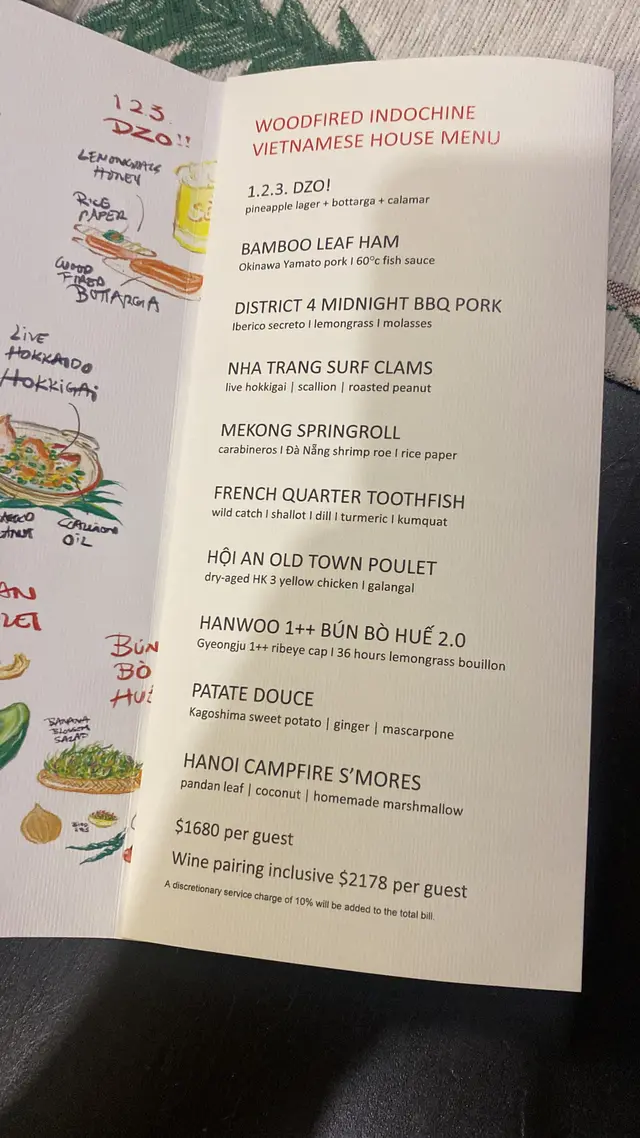 1.2.3.
DZO!!
LEMONGRASS
HONEY
RICE
PAPER
WOOD
FIRED
BOTTARGA
LIVE
HOKKAIDO
HOKKIGAI
SCALLION
OIL
BÚN
BÒ
HUẾ
BANANA
BLOSSOM
SALAD
WOODFIRED INDOCHINE
VIETNAMESE HOUSE MENU
1.2.3. DZO!
pineapple lager + bottarga + calamar
BAMBOO LEAF HAM
Okinawa Yamato pork I 60°c fish sauce
DISTRICT 4 MIDNIGHT BBQ PORK
Iberico secreto I lemongrass I molasses
NHA TRANG SURF CLAMS
live hokkigai | scallion | roasted peanut
MEKONG SPRINGROLL
carabineros I Đà Nẵng shrimp roe I rice paper
FRENCH QUARTER TOOTHFISH
wild catch I shallot I dill I turmeric I kumquat
HỘI AN OLD TOWN POULET
dry-aged HK 3 yellow chicken I galangal
HANWOO 1++ BÚN BÒ HUẾ 2.0
Gyeongju 1++ ribeye cap I 36 hours lemongrass bouillon
PATATE DOUCE
Kagoshima sweet potato | ginger | mascarpone
HANOI CAMPFIRE S'MORES
pandan leaf | coconut | homemade marshmallow
$1680 per guest
Wine pairing inclusive $2178 per guest
A discretionary service charge of 10% will be added to the total bill.